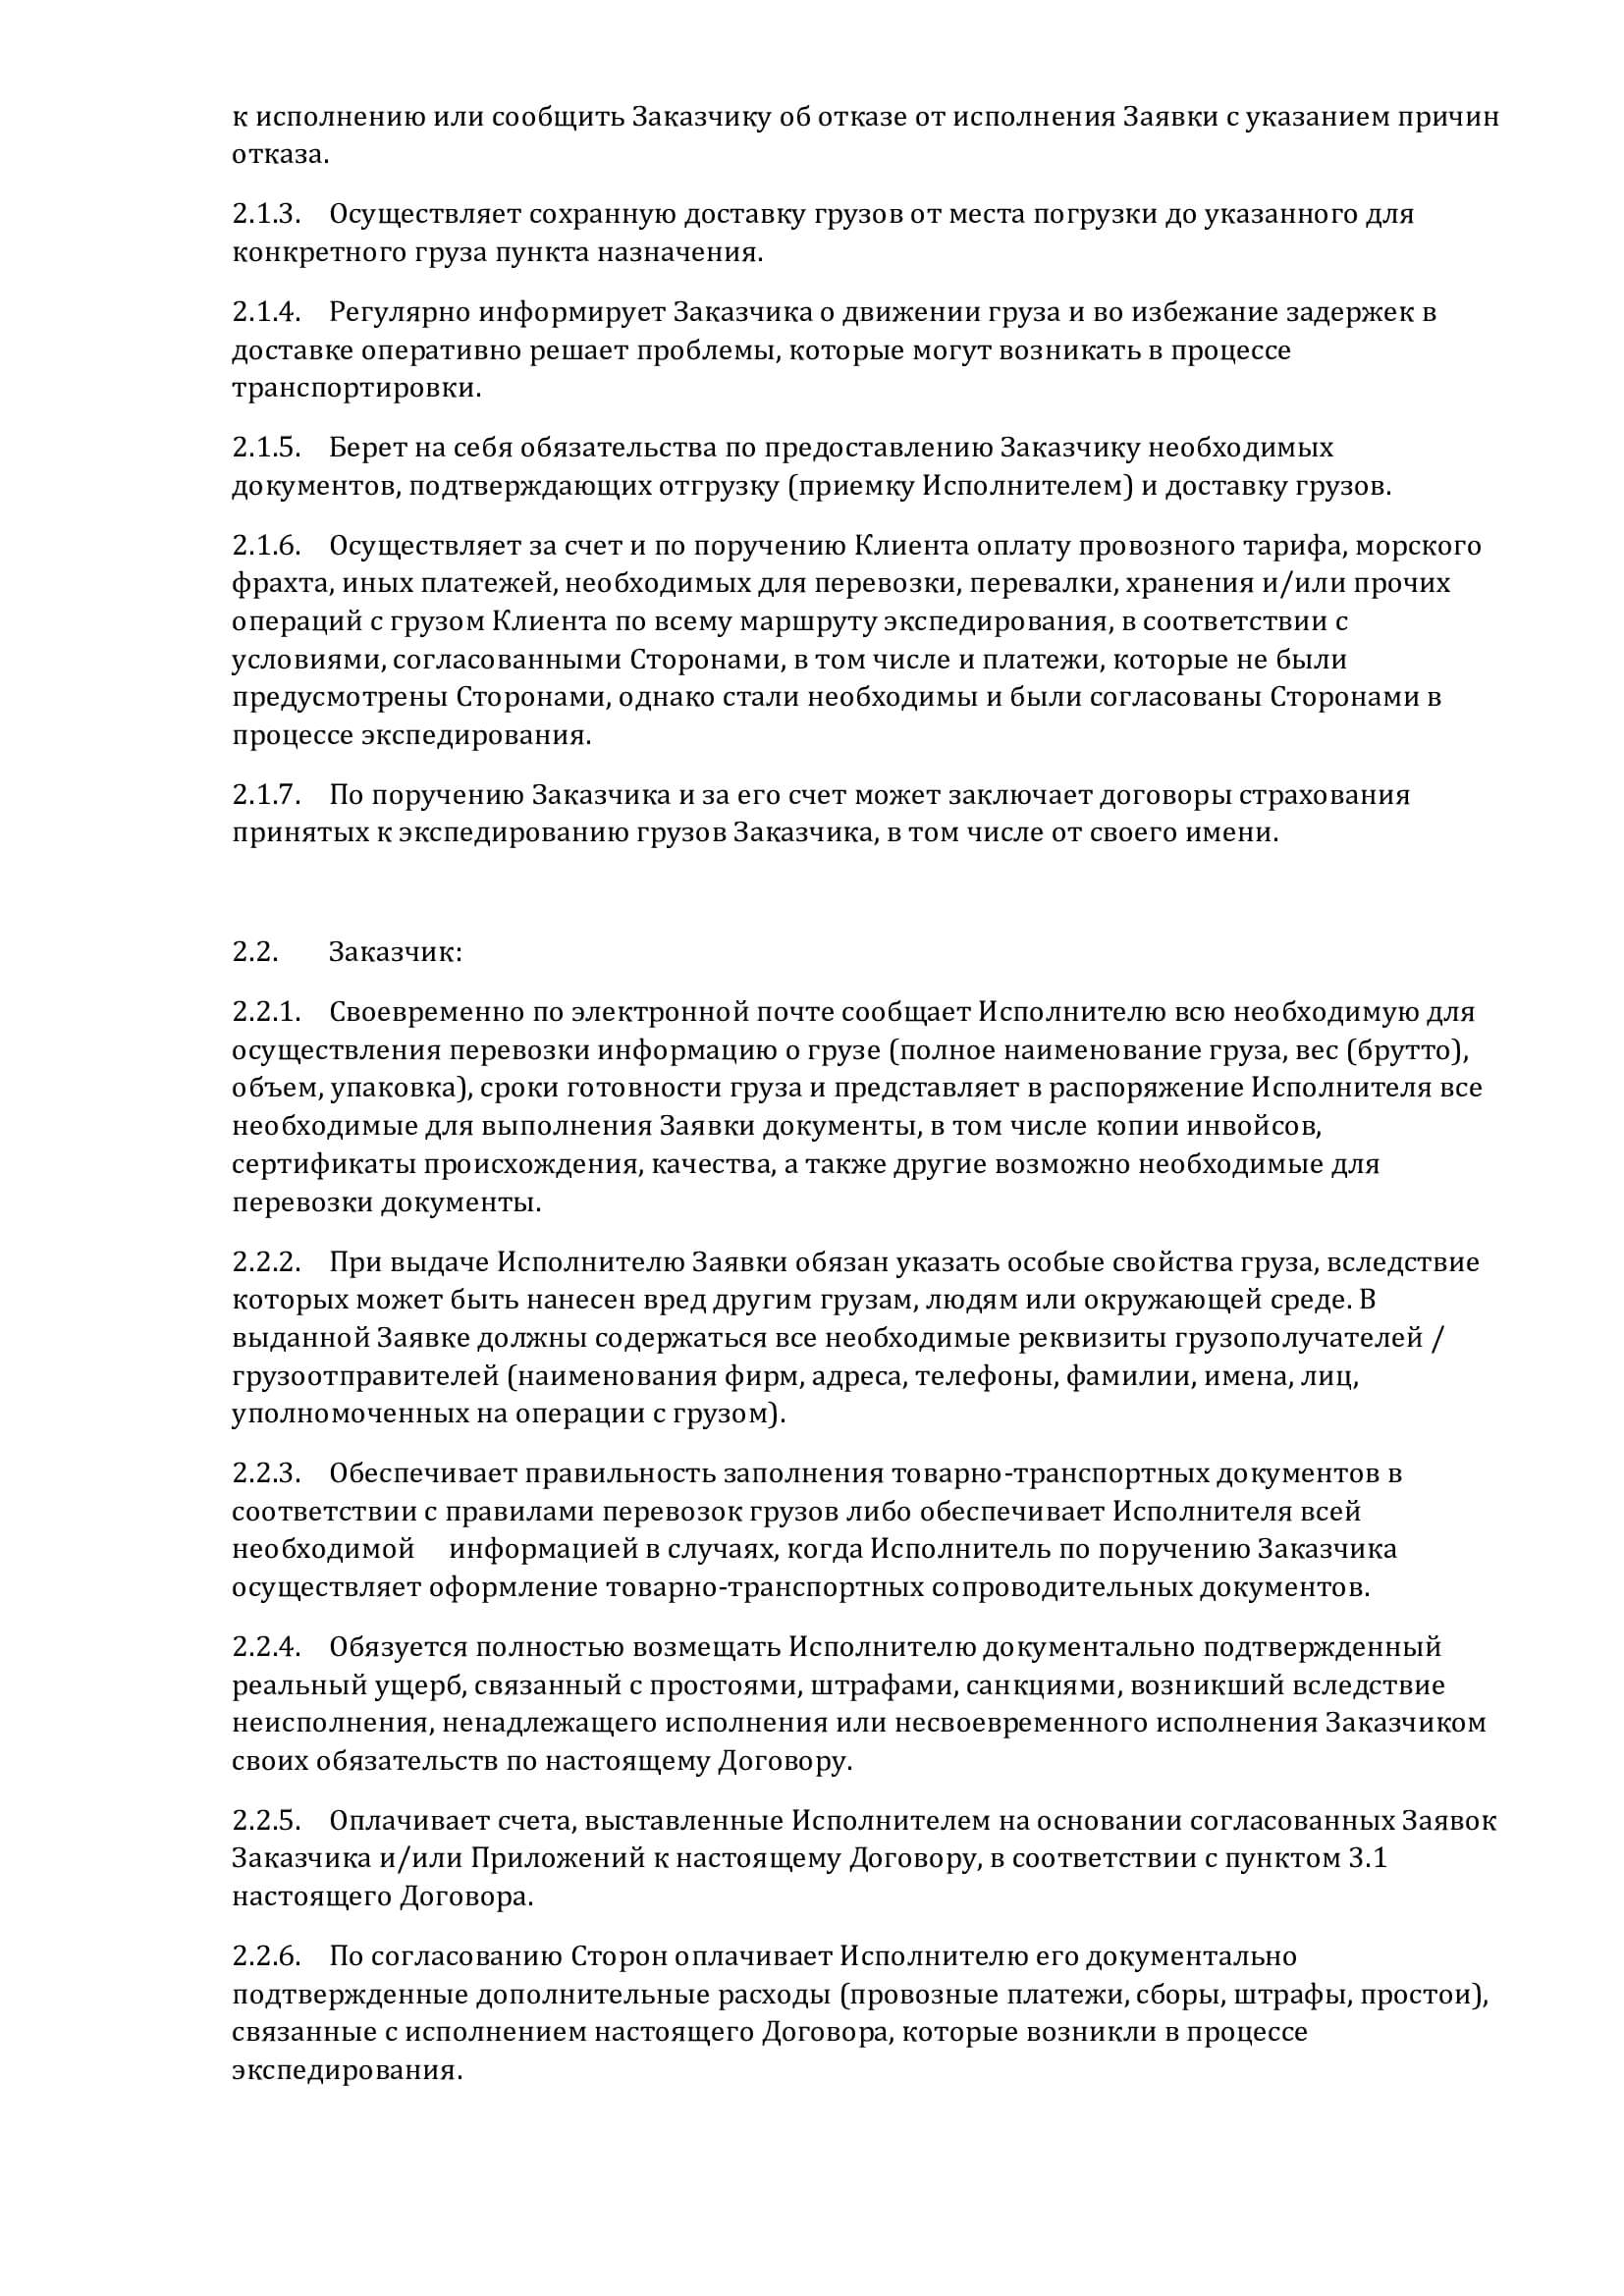 к исполнению или сообщить Заказчику об отказе от исполнения Заявки с указанием причин
отказа.
2.1.3. Осуществляет сохранную доставку грузов от места погрузки до указанного для
конкретного груза пункта назначения.
2.1.4. Регулярно информирует Заказчика о движении груза и во избежание задержек в
доставке оперативно решает проблемы, которые могут возникать в процессе
транспортировки.
2.1.5. Берет на себя обязательства по предоставлению Заказчику необходимых
документов, подтверждающих отгрузку (приемку Исполнителем) и доставку грузов.
2.1.6. Осуществляет за счет и по поручению Клиента оплату провозного тарифа, морского
фрахта, иных платежей, необходимых для перевозки, перевалки, хранения и/или прочих
операций с грузом Клиента по всему маршруту экспедирования, в соответствии с
условиями, согласованными Сторонами, в том числе и платежи, которые не были
предусмотрены Сторонами, однако стали необходимы и были согласованы Сторонами в
процессе экспедирования.
2.1.7. По поручению Заказчика и за его счет может заключает договоры страхования
принятых к экспедированию грузов Заказчика, в том числе от своего имени.
2.2. Заказчик:
2.2.1. Своевременно по электронной почте сообщает Исполнителю всю необходимую для
осуществления перевозки информацию о грузе (полное наименование груза, вес (брутто),
объем, упаковка), сроки готовности груза и представляет в распоряжение Исполнителя все
необходимые для выполнения Заявки документы, в том числе копии инвойсов,
сертификаты происхождения, качества, а также другие возможно необходимые для
перевозки документы.
2.2.2. При выдаче Исполнителю Заявки обязан указать особые свойства груза, вследствие
которых может быть нанесен вред другим грузам, людям или окружающей среде. В
выданной Заявке должны содержаться все необходимые реквизиты грузополучателей /
грузоотправителей (наименования фирм, адреса, телефоны, фамилии, имена, лиц,
уполномоченных на операции с грузом).
2.2.3. Обеспечивает правильность заполнения товарно-транспортных документов в
соответствии с правилами перевозок грузов либо обеспечивает Исполнителя всей
необходимой информацией в случаях, когда Исполнитель по поручению Заказчика
осуществляет оформление товарно-транспортных сопроводительных документов.
2.2.4. Обязуется полностью возмещать Исполнителю документально подтвержденный
реальный ущерб, связанный с простоями, штрафами, санкциями, возникший вследствие
неисполнения, ненадлежащего исполнения или несвоевременного исполнения Заказчиком
своих обязательств по настоящему Договору.
2.2.5. Оплачивает счета, выставленные Исполнителем на основании согласованных Заявок
Заказчика и/или Приложений к настоящему Договору, в соответствии с пунктом 3.1
настоящего Договора.
2.2.6. По согласованию Сторон оплачивает Исполнителю его документально
подтвержденные дополнительные расходы (провозные платежи, сборы, штрафы, простои),
связанные с исполнением настоящего Договора, которые возникли в процессе
экспедирования.